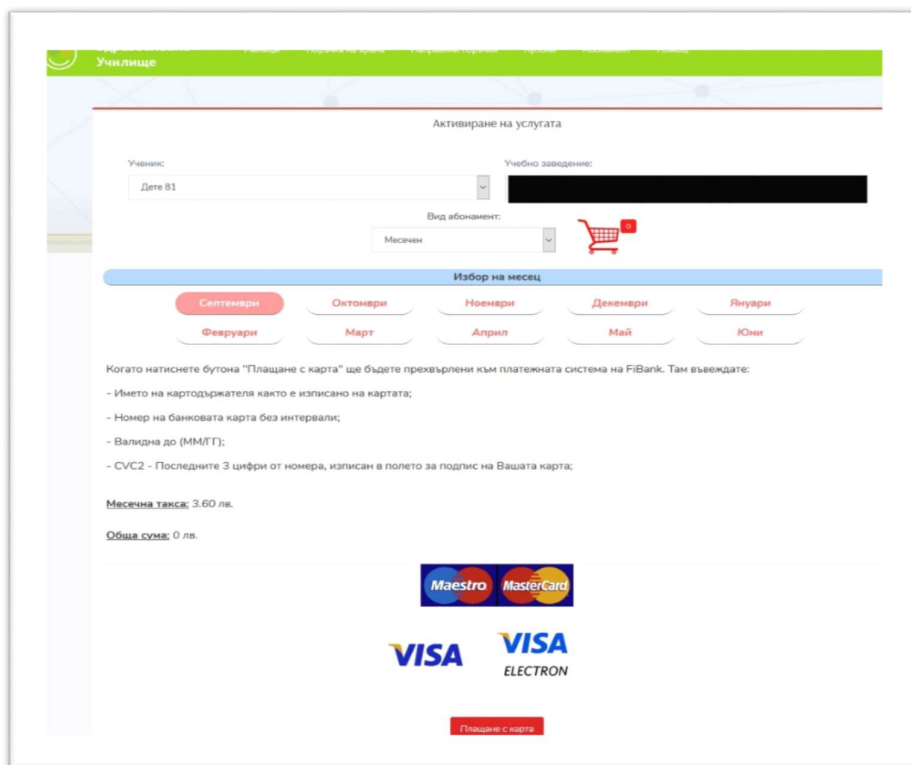 Училище
Активиране на услугата
Ученик:
Учебно заведение:
Дете 81
Вид абонамент:
Месечен
0
Избор на месец
Септември
Октомври
Ноември
Декември
Януари
Февруари
Март
Април
Май
Юни
Когато натиснете бутона "Плащане с карта" ще бъдете прехвърлени към платежната система на FiBank. Там въвеждате:
- Името на картодържателя както е изписано на картата;
- Номер на банковата карта без интервали;
- Валидна до (ММ/ГГ);
- CVC2 - Последните 3 цифри от номера, изписан в полето за подпис на Вашата карта;
Месечна такса: 3.60 лв.
Обща сума: 0 лв.
Maestro MasterCard
VISA
VISA
ELECTRON
Плащане с карта